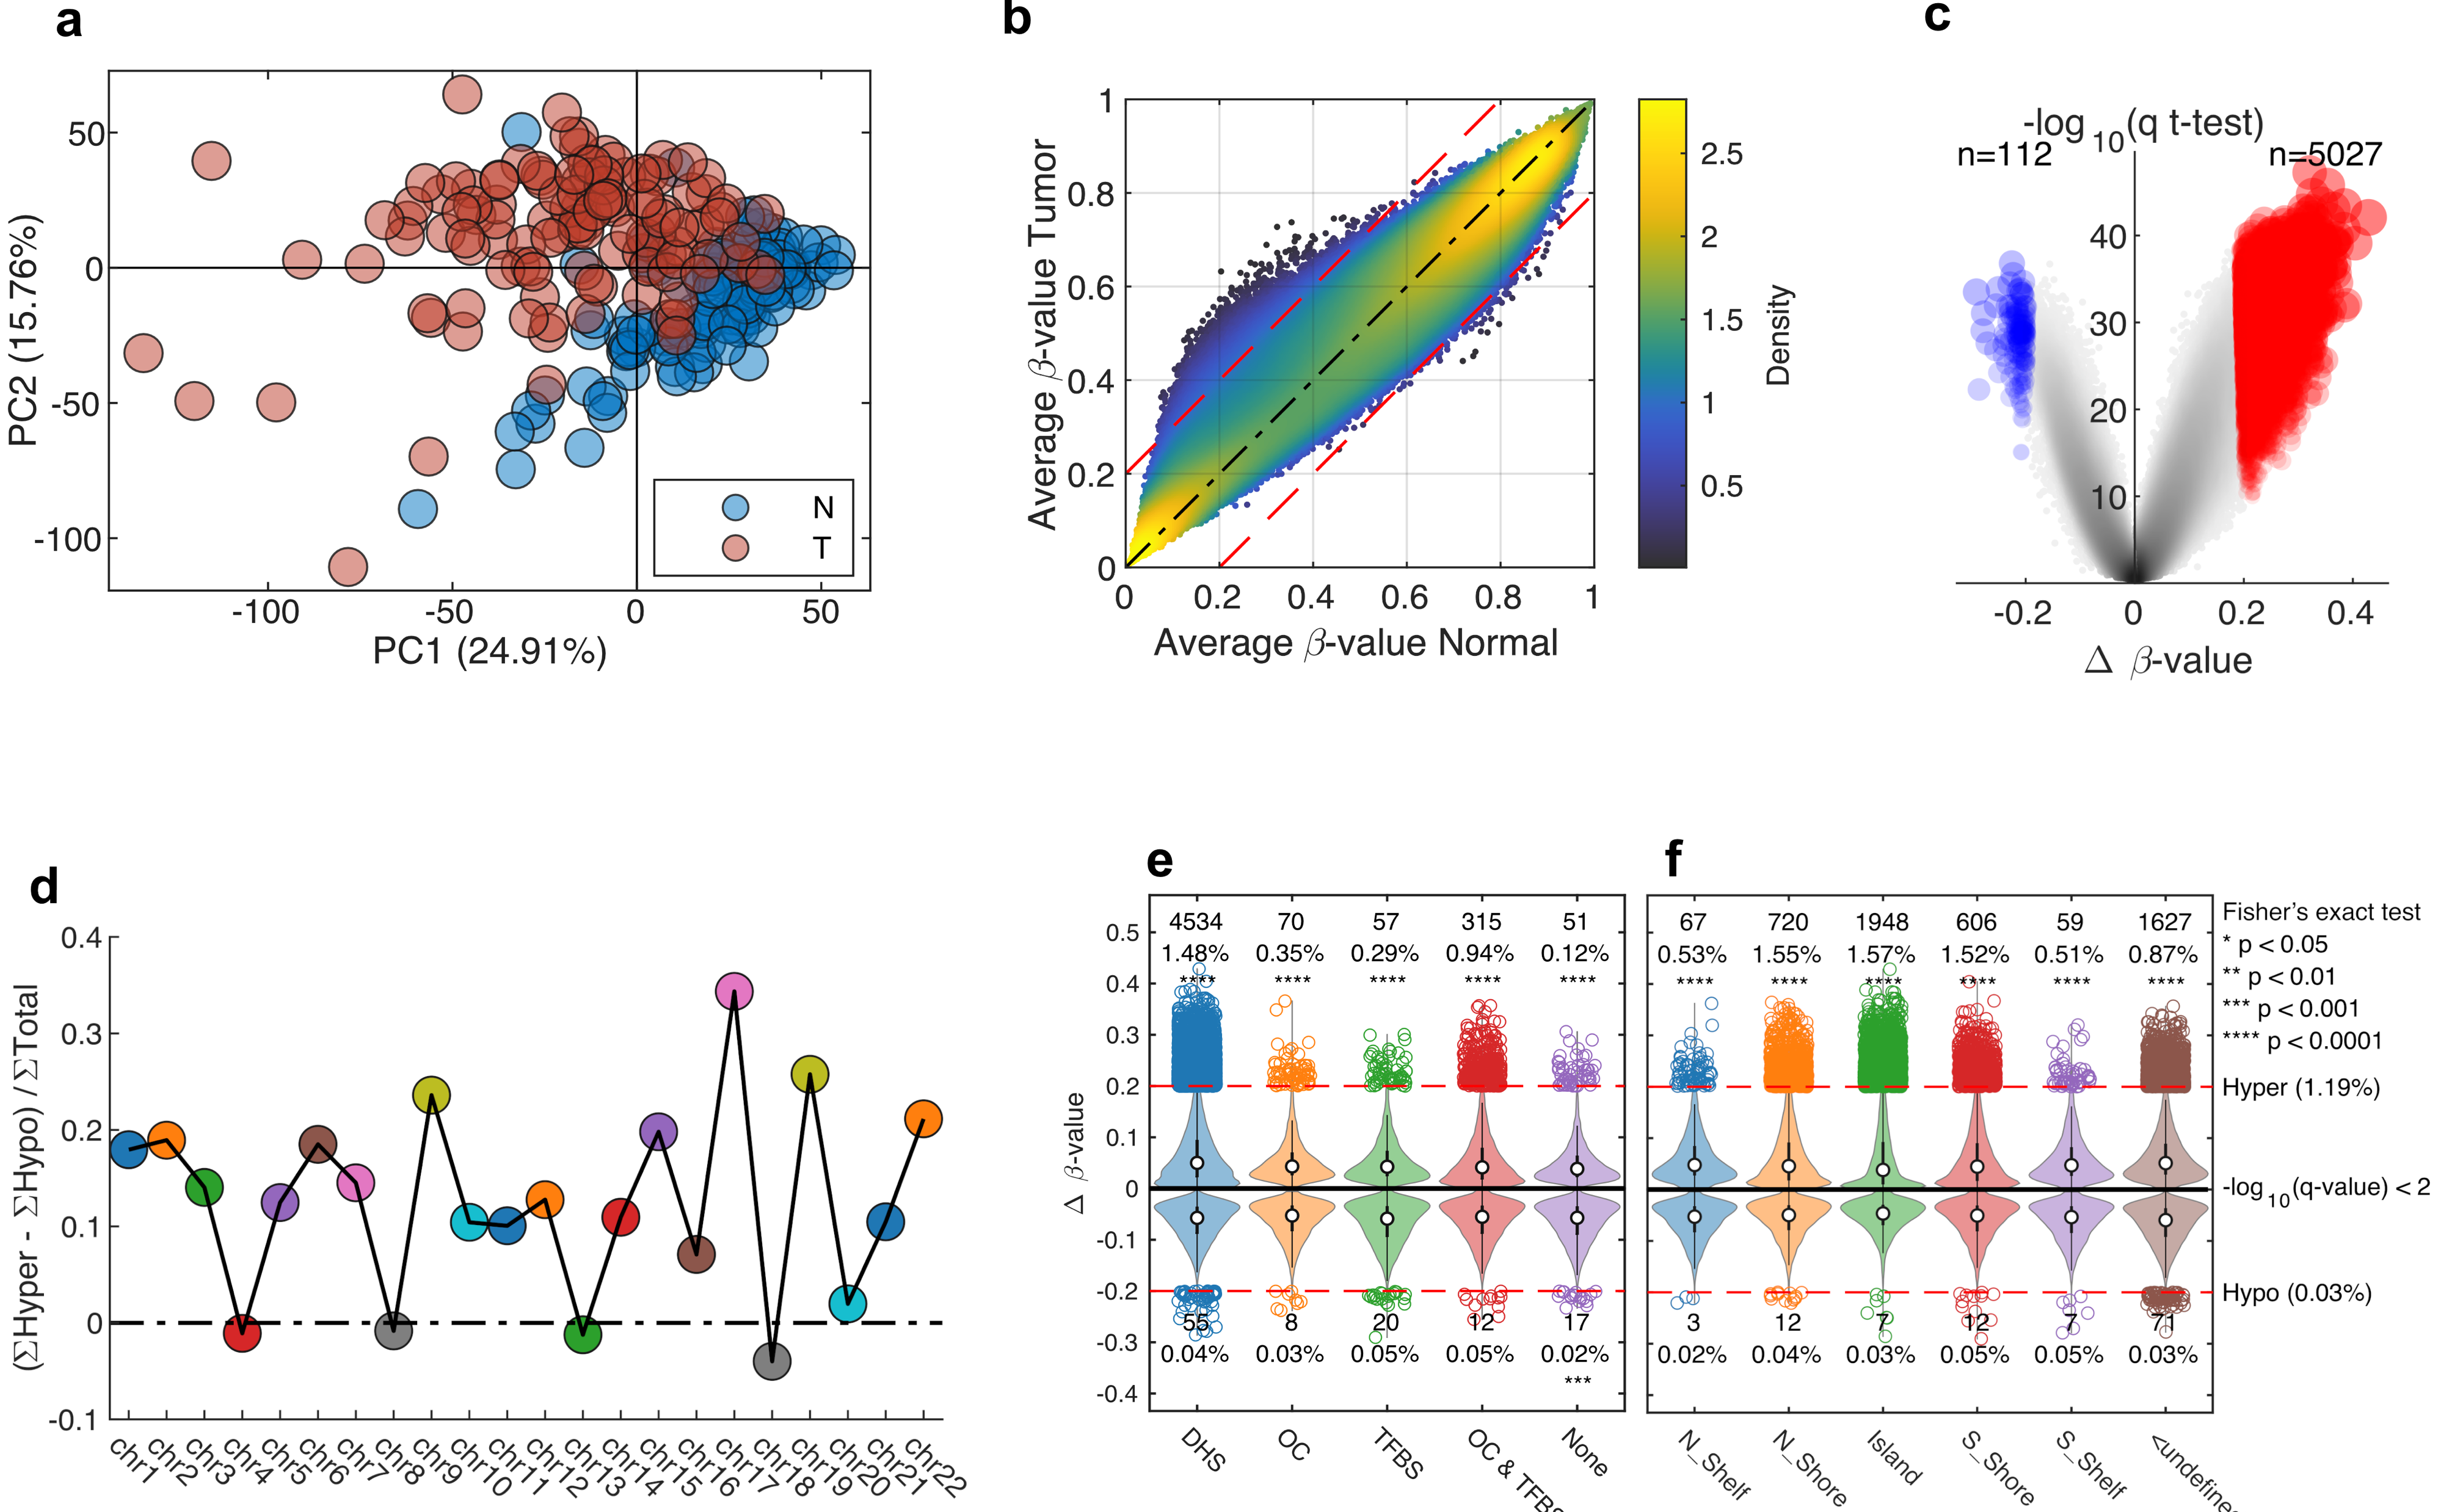 a
50
0
-50
-100
PC2 (15.76%)
-100
-50
0
50
PC1 (24.91%)
N
T
b
1
0.8
0.6
0.4
0.2
0
Average β-value Tumor
0
0.2
0.4
0.6
0.8
1
Average β-value Normal
2.5
2
1.5
1
0.5
Density
c
-log10(q t-test)
n=112
n=5027
10
40
30
20
10
-0.2
0
0.2
0.4
Δ β-value
d
0.4
0.3
0.2
0.1
0
-0.1
(ΣHyper - ΣHypo) / ΣTotal
chr1
chr2
chr3
chr4
chr5
chr6
chr7
chr8
chr9
chr10
chr11
chr12
chr13
chr14
chr15
chr16
chr17
chr18
chr19
chr20
chr21
chr22
e
0.5
0.4
0.3
0.2
0.1
0
-0.1
-0.2
-0.3
-0.4
Δ β-value
4534 70 57 315 51
1.48% 0.35% 0.29% 0.94% 0.12%
**** **** **** **** ****
55 8 20 12 17
0.04% 0.03% 0.05% 0.05% 0.02%
***
DHS
OC
TFBS
OC & TFBS
None
f
67 720 1948 606 59 1627
0.53% 1.55% 1.57% 1.52% 0.51% 0.87%
**** **** **** **** **** ****
3 12 7 12 7 71
0.02% 0.04% 0.03% 0.05% 0.05% 0.03%
N_Shelf
N_Shore
Island
S_Shore
S_Shelf
<undefine
Fisher's exact test
* p < 0.05
** p < 0.01
*** p < 0.001
**** p < 0.0001
Hyper (1.19%)
-log10(q-value) < 2
Hypo (0.03%)